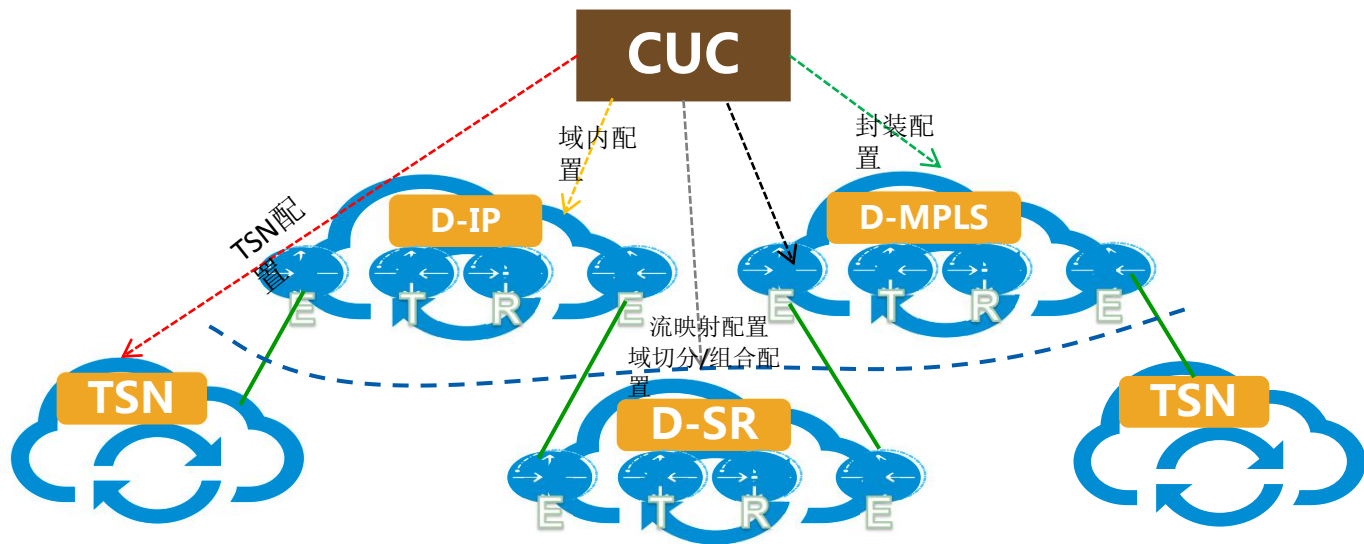 CUC
域内配
置
封装配
置
D-IP
D-MPLS
TSN配
置
E T R E
E T R E
流映射配置
域切分/组合配
置
TSN
TSN
D-SR
E T R E